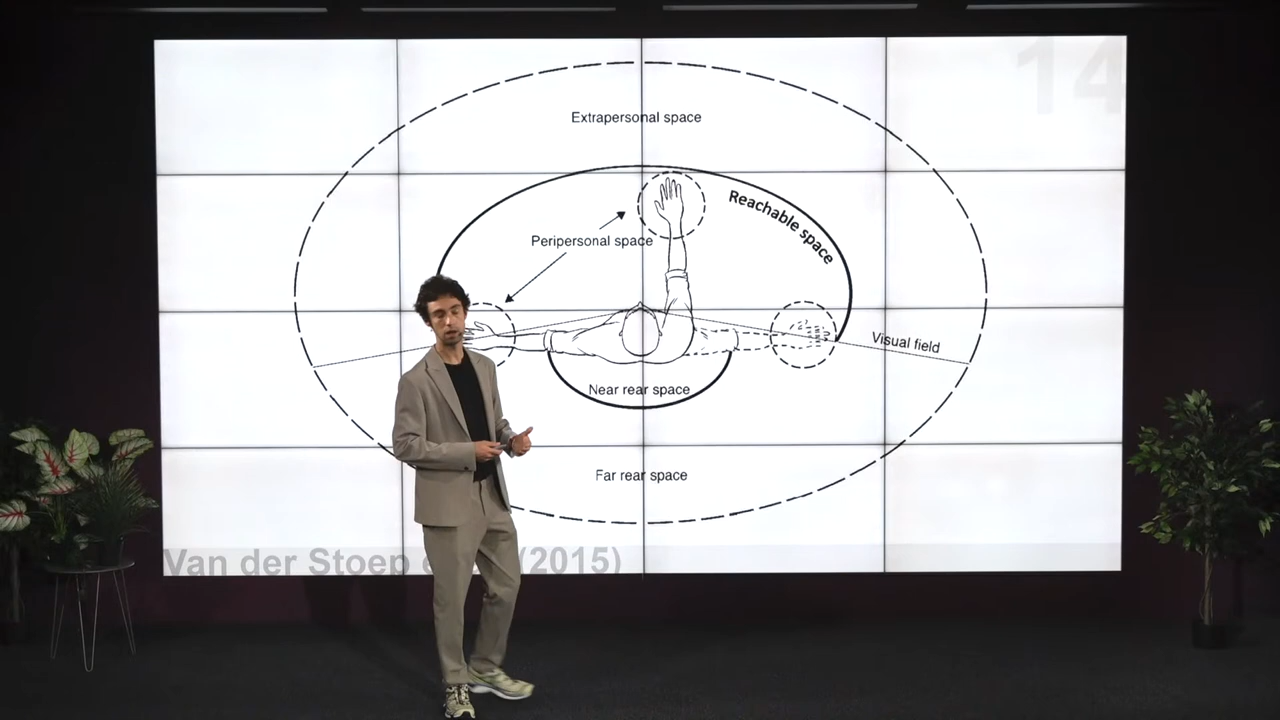 14
Extrapersonal space
Reachable space
Peripersonal space
Visual field
Near rear space
Far rear space
Van der Stoep (2015)